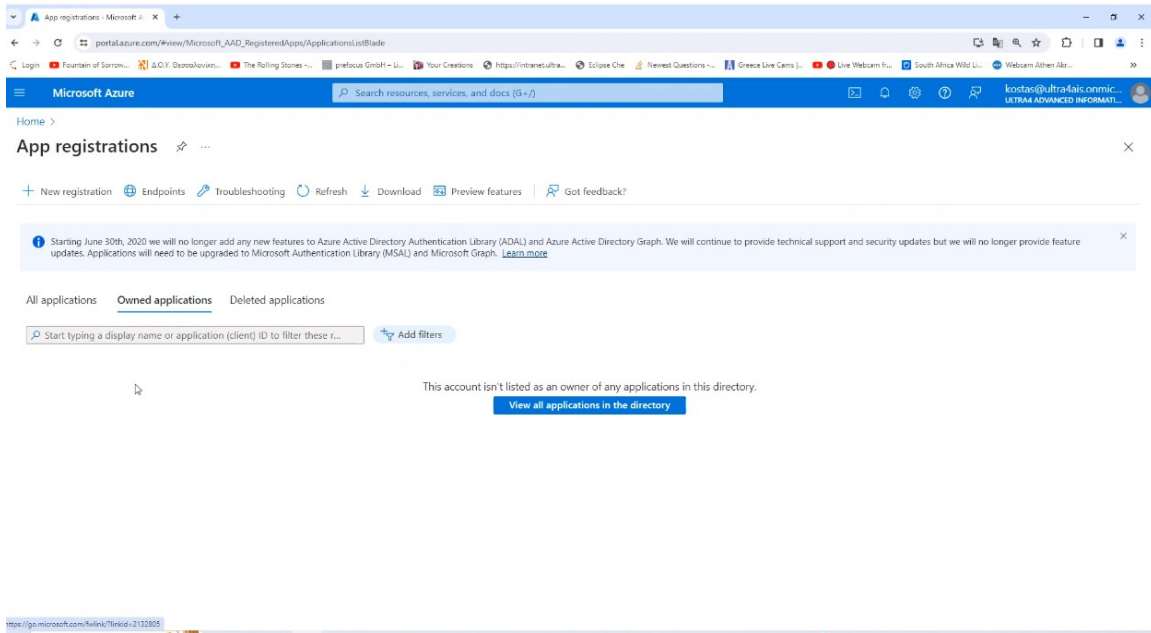 App registrations - Microsoft A
portal.azure.com/#view/Microsoft_AAD_RegisteredApps/ApplicationsListBlade
Login Fountain of Sorrow... The Rolling Stones -... prefocus GmbH – Li... Your Creations https://intranet.ultra... Eclipse Che Newest Questions -... Greece Live Cams |... Live Webcam fr... South Africa Wild Li... Webcam Athen Akr... »
Microsoft Azure
Search resources, services, and docs (G+/)
kostas@ultra4ais.onmic...
ULTRA4 ADVANCED INFORMATI...
Home >
App registrations
New registration Endpoints Troubleshooting Refresh Download Preview features Got feedback?
Starting June 30th, 2020 we will no longer add any new features to Azure Active Directory Authentication Library (ADAL) and Azure Active Directory Graph. We will continue to provide technical support and security updates but we will no longer provide feature
updates. Applications will need to be upgraded to Microsoft Authentication Library (MSAL) and Microsoft Graph. Learn more
All applications Owned applications Deleted applications
Start typing a display name or application (client) ID to filter these r...
Add filters
This account isn't listed as an owner of any applications in this directory.
View all applications in the directory
https://go.microsoft.com/fwlink/?linkid=2132805